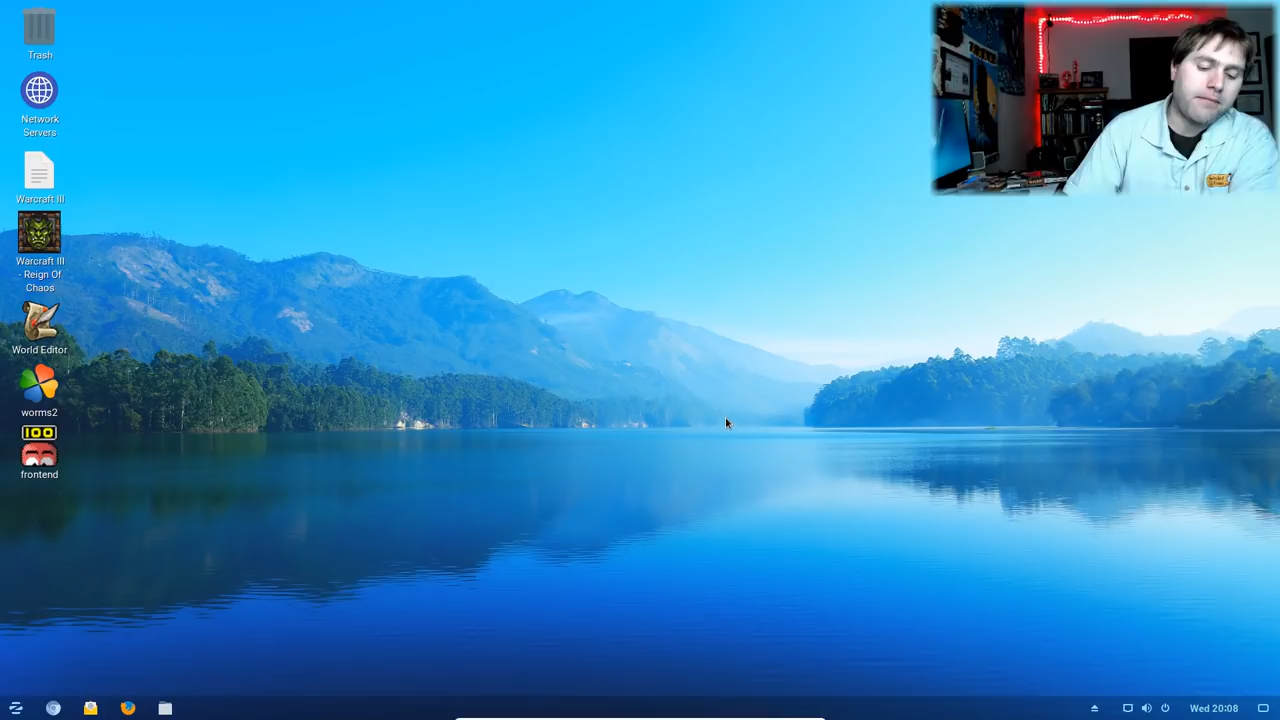 Trash
Network
Servers
Warcraft III
Warcraft III
- Reign Of
Chaos
World Editor
worms2
100
frontend
Wed 20:08